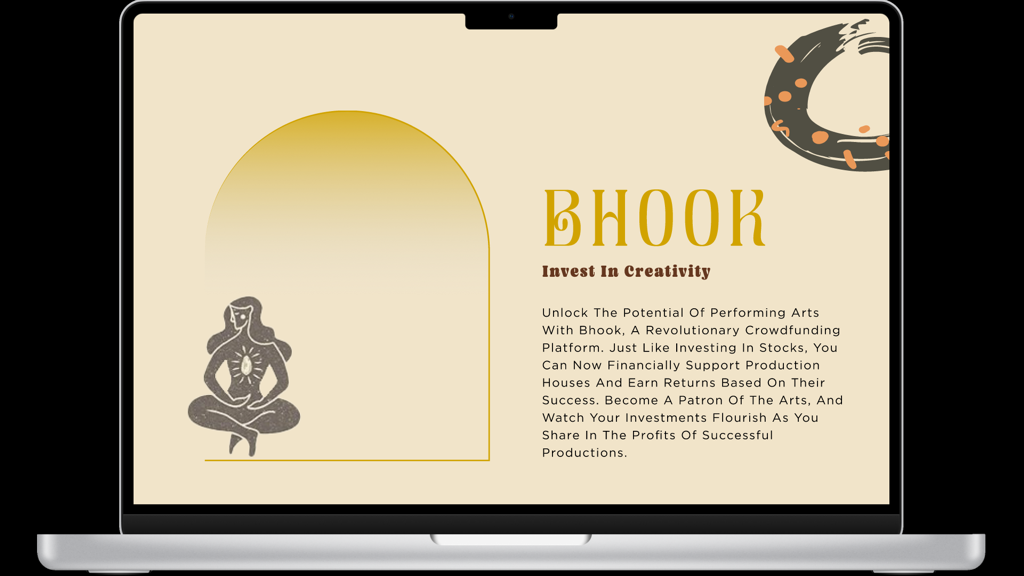 BHOOK
Invest In Creativity
Unlock The Potential Of Performing Arts
With Bhook, A Revolutionary Crowdfunding
Platform. Just Like Investing In Stocks, You
Can Now Financially Support Production
Houses And Earn Returns Based On Their
Success. Become A Patron Of The Arts, And
Watch Your Investments Flourish As You
Share In The Profits Of Successful
Productions.